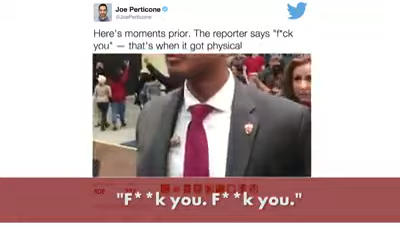 Joe Perticone
@JoePerticone
Here's moments prior. The reporter says "f*ck
you" — that's when it got physical
"F**k you. F**k you."